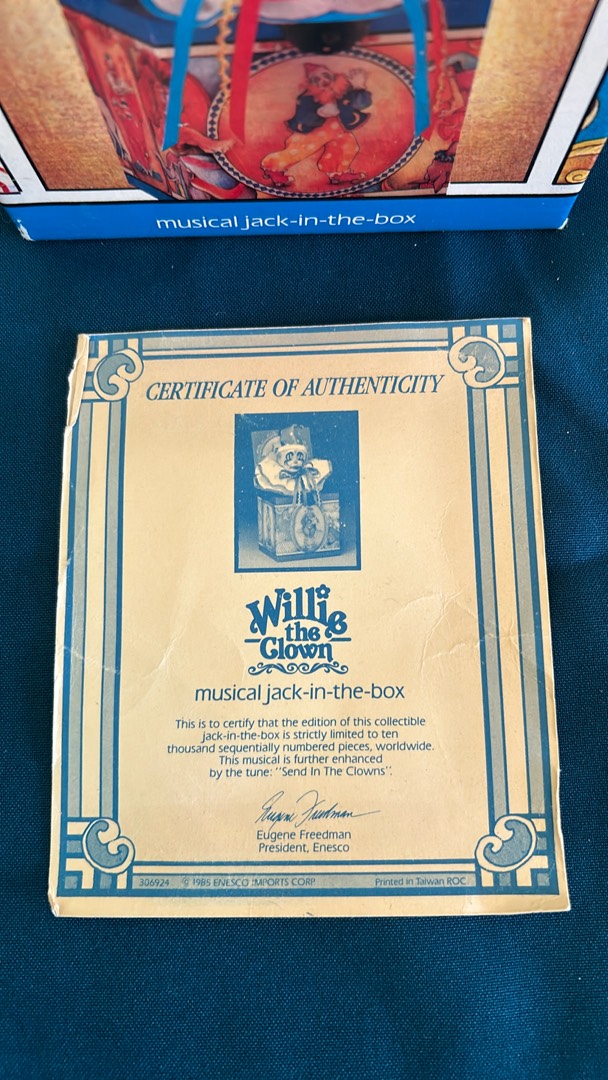 musical jack-in-the-box
CERTIFICATE OF AUTHENTICITY
Willie
the
Clown
musical jack-in-the-box
This is to certify that the edition of this collectible
jack-in-the-box is strictly limited to ten
thousand sequentially numbered pieces, worldwide.
This musical is further enhanced
by the tune: "Send In The Clowns".
Eugene Freedman
Eugene Freedman
President, Enesco
306924 © 1985 ENESCO IMPORTS CORP. Printed in Taiwan ROC